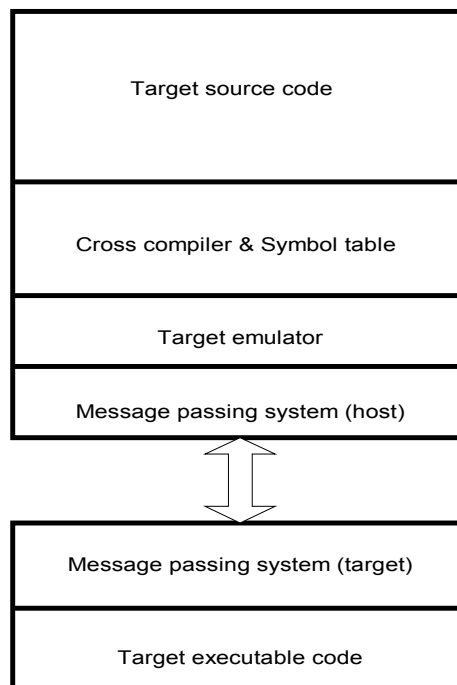 Target source code
Cross compiler & Symbol table
Target emulator
Message passing system (host)
Message passing system (target)
Target executable code